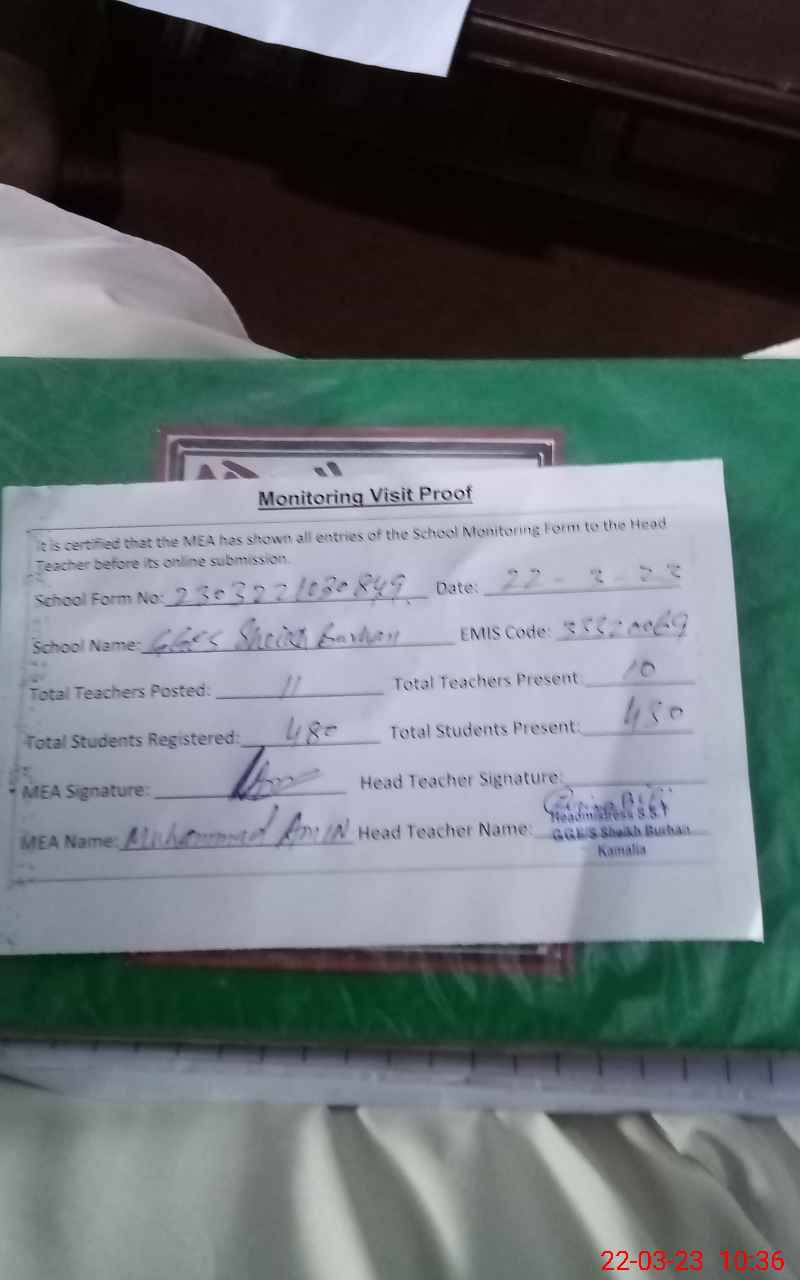 Monitoring Visit Proof
It is certified that the MEA has shown all entries of the School Monitoring Form to the Head
Teacher before its online submission.
School Form No: 2303221030849 Date: 22-3-23
School Name: GGES Sheikh Burhan EMIS Code:
Total Teachers Posted: 11 Total Teachers Present 10
Total Students Registered: 480 Total Students Present: 450
MEA Signature: Head Teacher Signature:
MEA Name: Muhammad Amin Head Teacher Name:
Headmistress S.S.T
G.G.E/S Sheikh Burhan
Kamalia
22-03-23 10:36